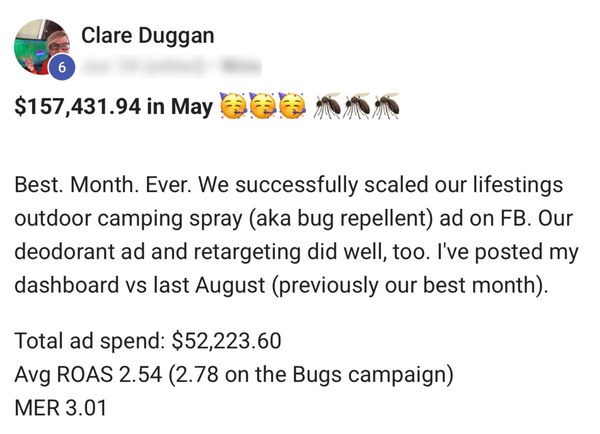 Clare Duggan
6
$157,431.94 in May 🥳🥳🥳 🦟🦟🦟
Best. Month. Ever. We successfully scaled our lifestings
outdoor camping spray (aka bug repellent) ad on FB. Our
deodorant ad and retargeting did well, too. I've posted my
dashboard vs last August (previously our best month).
Total ad spend: $52,223.60
Avg ROAS 2.54 (2.78 on the Bugs campaign)
MER 3.01